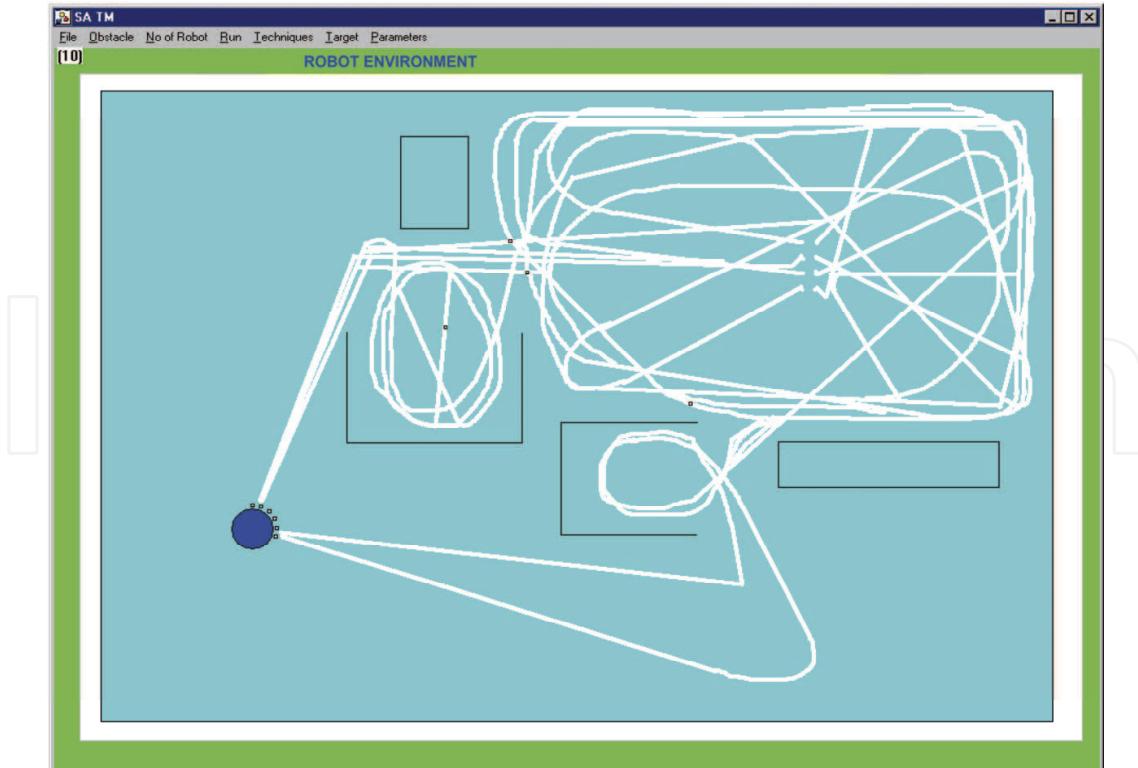 SA TM
File Obstacle No of Robot Run Techniques Target Parameters
(10)
ROBOT ENVIRONMENT